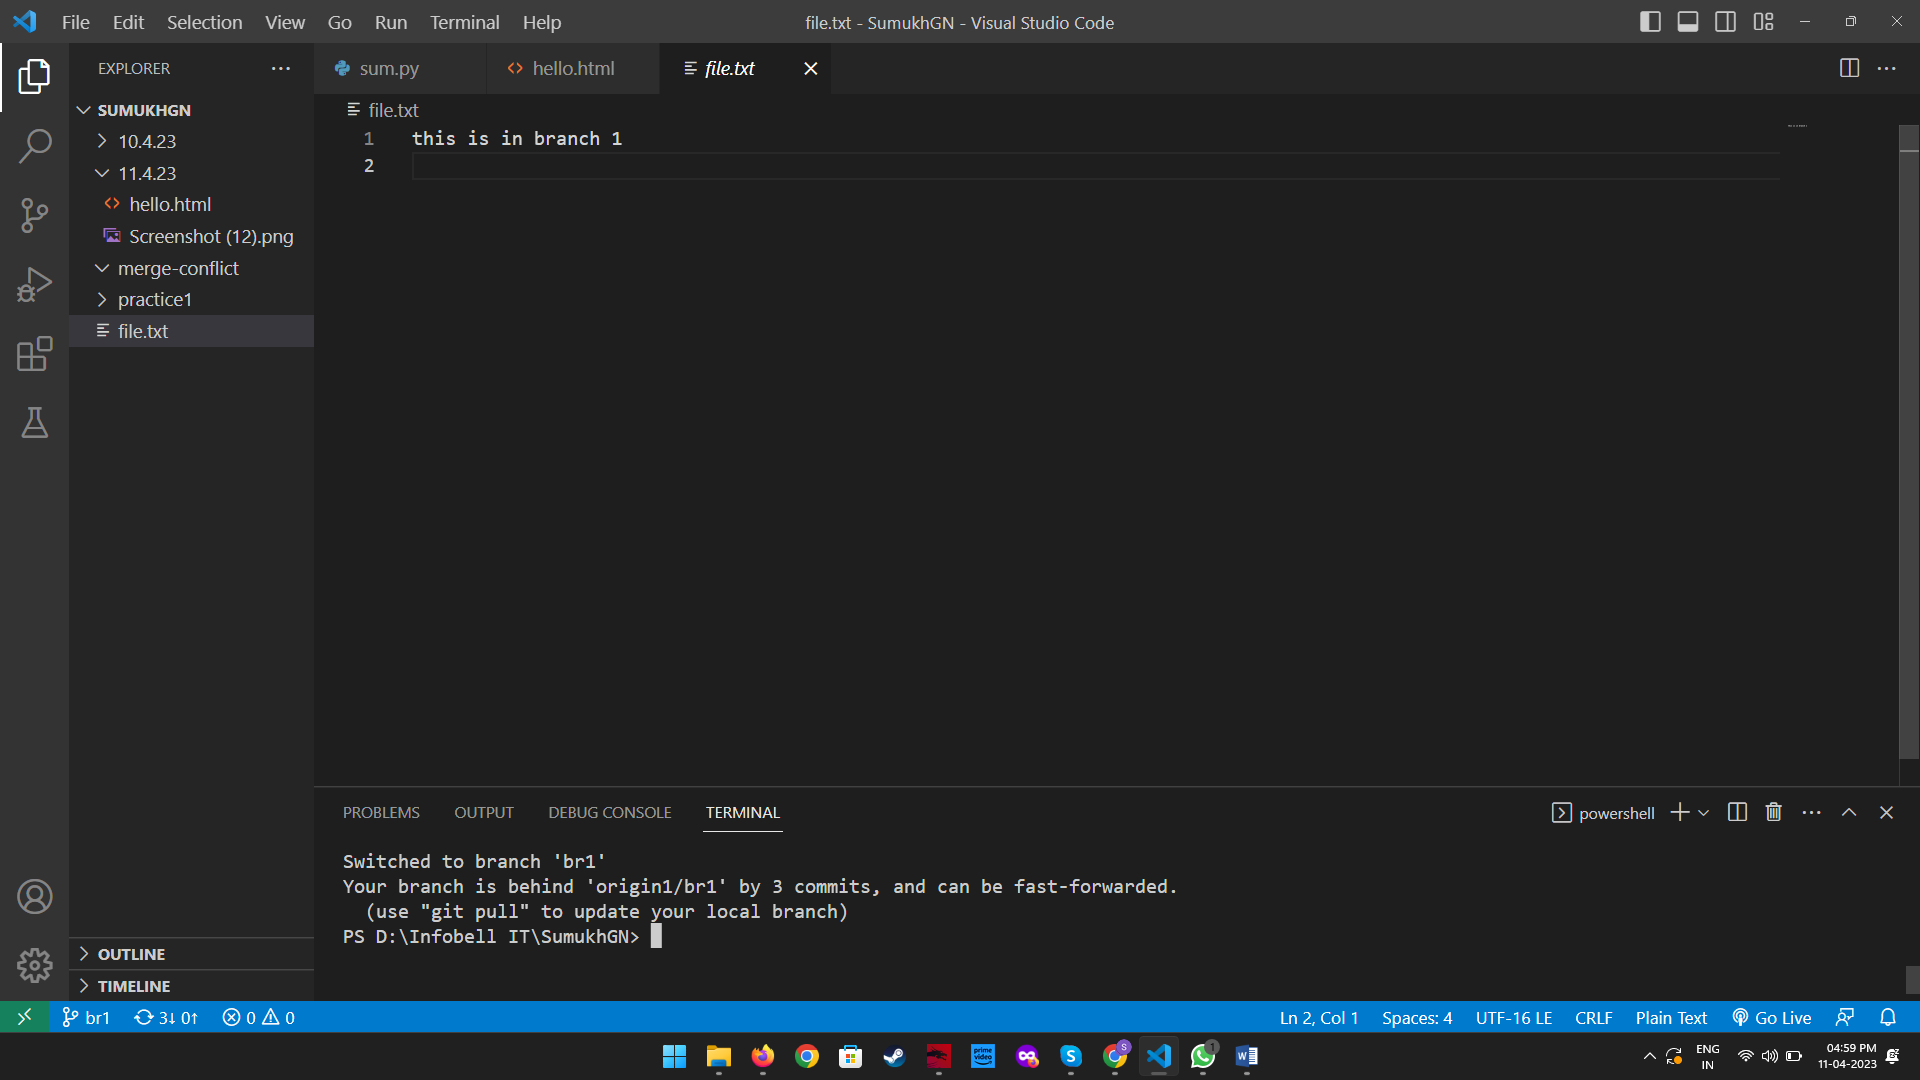 File Edit Selection View Go Run Terminal Help
file.txt - SumukhGN - Visual Studio Code
EXPLORER
SUMUKHGN
10.4.23
11.4.23
hello.html
Screenshot (12).png
merge-conflict
practice1
file.txt
OUTLINE
TIMELINE
sum.py
hello.html
file.txt
file.txt
1 this is in branch 1
2
PROBLEMS OUTPUT DEBUG CONSOLE TERMINAL
powershell
Switched to branch 'br1'
Your branch is behind 'origin1/br1' by 3 commits, and can be fast-forwarded.
(use "git pull" to update your local branch)
PS D:\Infobell IT\SumukhGN>
br1 3↓ 0↑ 0 0
Ln 2, Col 1 Spaces: 4 UTF-16 LE CRLF Plain Text Go Live
prime video
S
S
1
W
ENG
IN
04:59 PM
11-04-2023